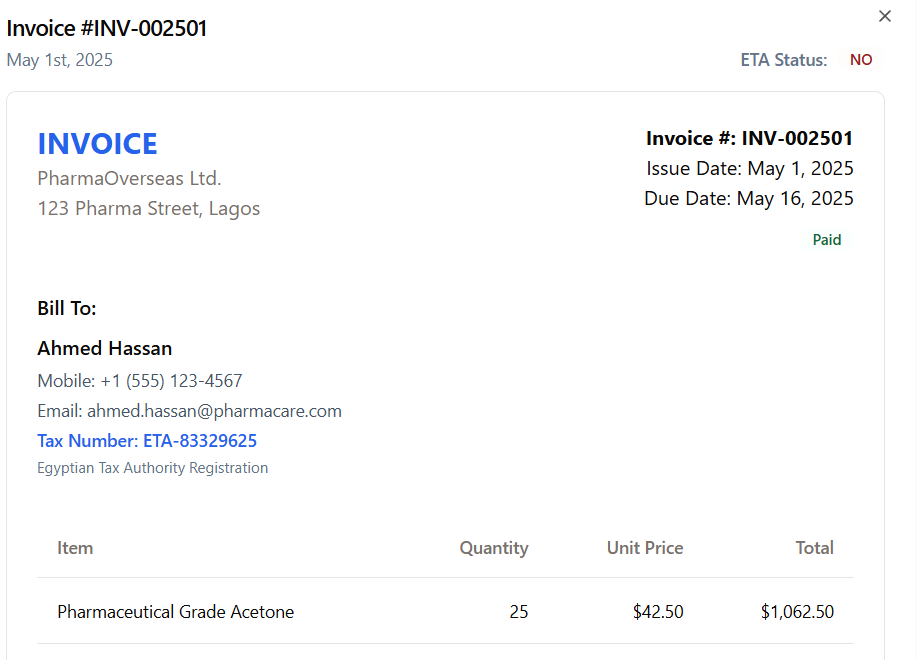 Invoice #INV-002501
May 1st, 2025
ETA Status: NO
INVOICE
PharmaOverseas Ltd.
123 Pharma Street, Lagos
Invoice #: INV-002501
Issue Date: May 1, 2025
Due Date: May 16, 2025
Paid
Bill To:
Ahmed Hassan
Mobile: +1 (555) 123-4567
Email: ahmed.hassan@pharmacare.com
Tax Number: ETA-83329625
Egyptian Tax Authority Registration
Item Quantity Unit Price Total
Pharmaceutical Grade Acetone 25 $42.50 $1,062.50